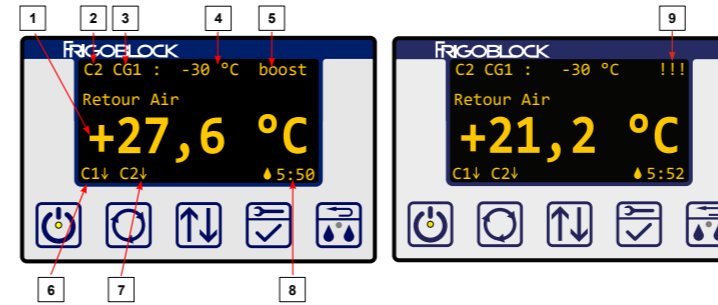 1 2 3 4 5
FRIGOBLOCK
C2 CG1 : -30 °C boost
Retour Air
+27,6 °C
C1↓ C2↓ 5:50
6 7 8
9
FRIGOBLOCK
C2 CG1 : -30 °C !!!
Retour Air
+21,2 °C
C1↓ C2↓ 5:52